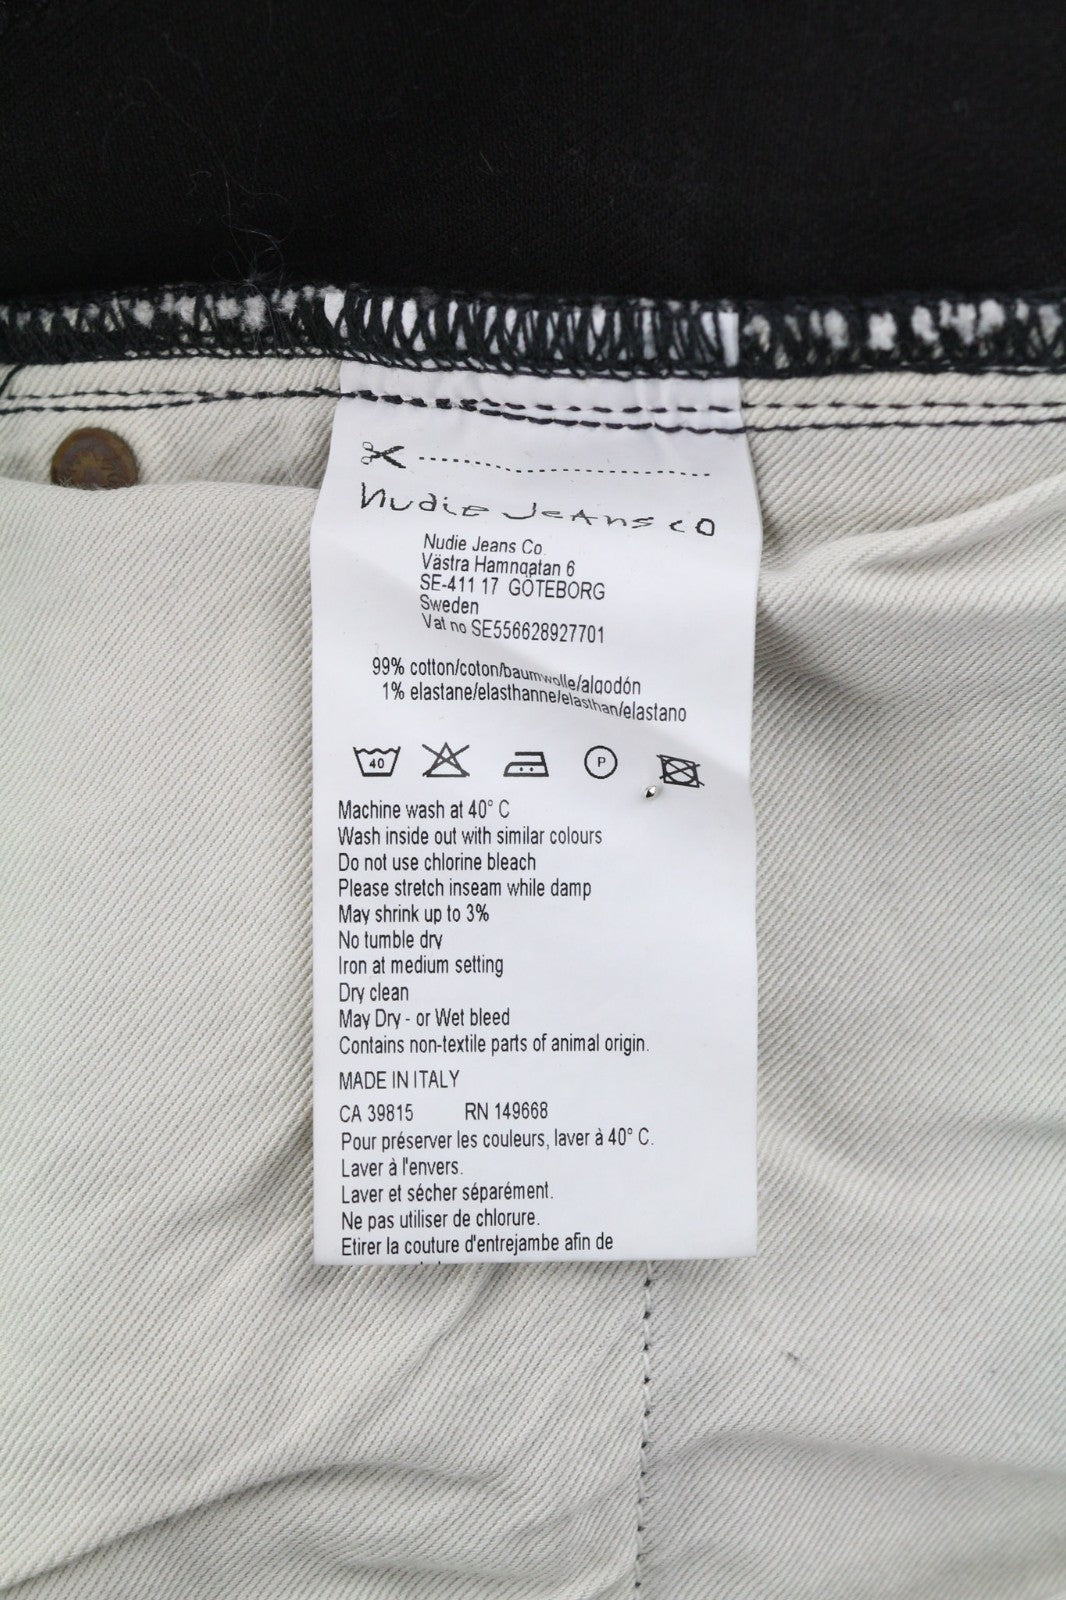 Nudie Jeans co
Nudie Jeans Co.
Västra Hamngatan 6
SE-411 17 GÖTEBORG
Sweden
Vat no SE556628927701
99% cotton/coton/baumwolle/algodón
1% elastane/elasthanne/elasthan/elastano
40 P
Machine wash at 40° C
Wash inside out with similar colours
Do not use chlorine bleach
Please stretch inseam while damp
May shrink up to 3%
No tumble dry
Iron at medium setting
Dry clean
May Dry - or Wet bleed
Contains non-textile parts of animal origin.
MADE IN ITALY
CA 39815 RN 149668
Pour préserver les couleurs, laver à 40° C.
Laver à l'envers.
Laver et sécher séparément.
Ne pas utiliser de chlorure.
Etirer la couture d'entrejambe afin de